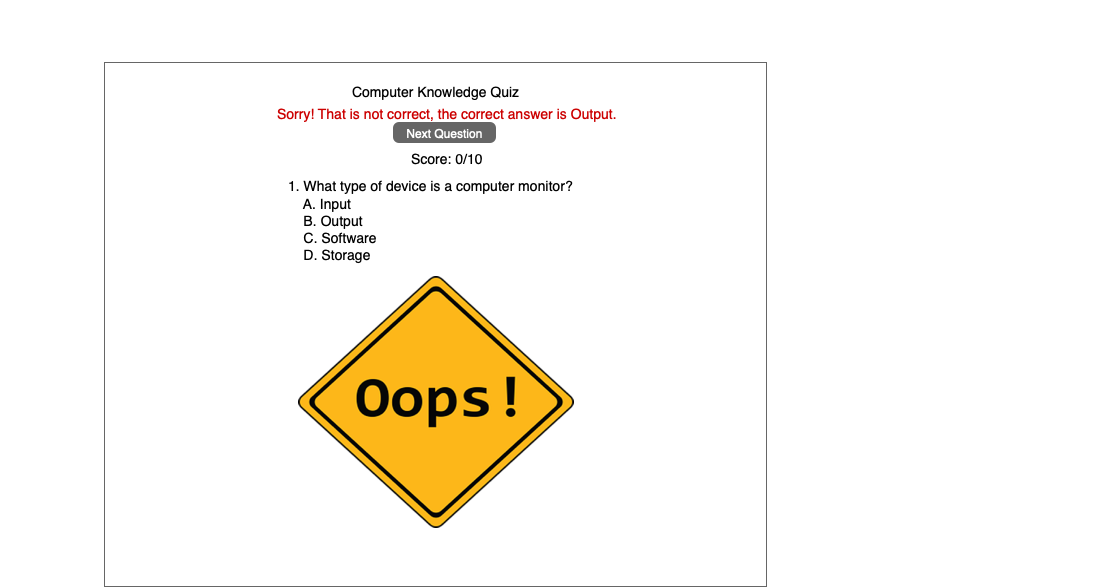 Computer Knowledge Quiz
Sorry! That is not correct, the correct answer is Output.
Next Question
Score: 0/10
1. What type of device is a computer monitor?
A. Input
B. Output
C. Software
D. Storage
Oops!